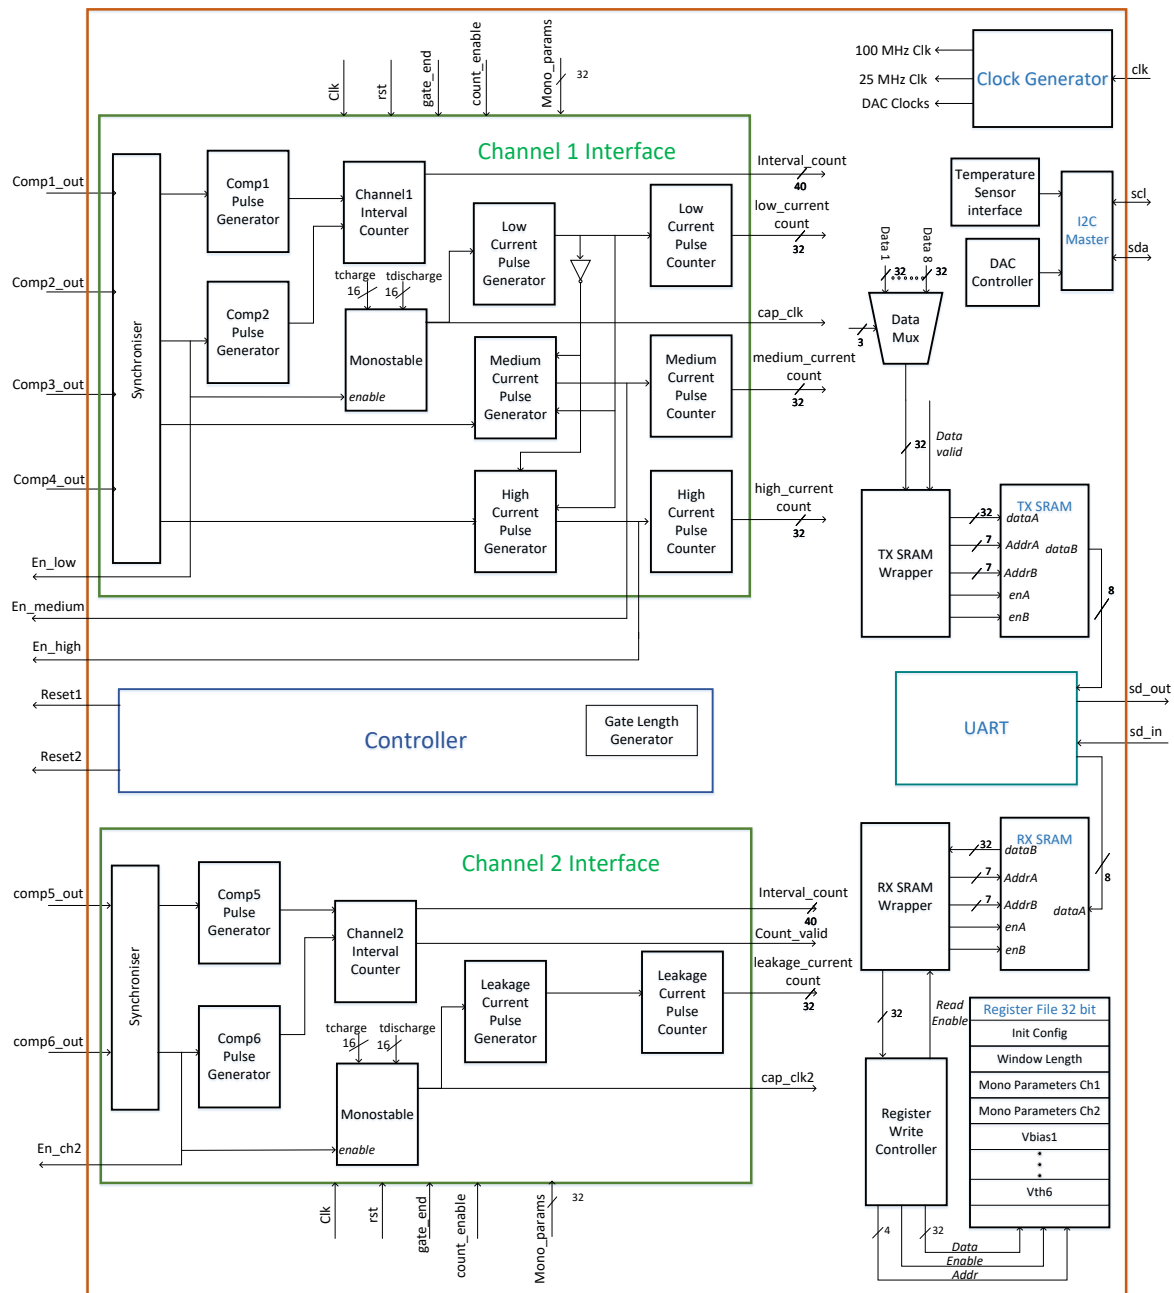 Clk
rst
gate_end
count_enable
Mono_params
32
100 MHz Clk
25 MHz Clk
DAC Clocks
Clock Generator
clk
Channel 1 Interface
Comp1_out
Comp2_out
Comp3_out
Comp4_out
Synchroniser
Comp1
Pulse
Generator
Comp2
Pulse
Generator
Channel1
Interval
Counter
tcharge
tdischarge
16
16
Monostable
enable
Low
Current
Pulse
Generator
Medium
Current
Pulse
Generator
High
Current
Pulse
Generator
Low
Current
Pulse
Counter
Medium
Current
Pulse
Counter
High
Current
Pulse
Counter
Interval_count
40
low_current
count
32
cap_clk
medium_current
count
32
high_current
count
32
En_low
En_medium
En_high
Temperature
Sensor
interface
DAC
Controller
I2C
Master
scl
sda
Data 1
Data 8
32
32
Data
Mux
3
32
Data
valid
TX SRAM
Wrapper
32
7
7
TX SRAM
dataA
AddrA
AddrB
enA
enB
dataB
8
Reset1
Reset2
Controller
Gate Length
Generator
UART
sd_out
sd_in
Channel 2 Interface
comp5_out
comp6_out
Synchroniser
Comp5
Pulse
Generator
Comp6
Pulse
Generator
Channel2
Interval
Counter
tcharge
tdischarge
16
16
Monostable
enable
Leakage
Current
Pulse
Generator
Leakage
Current
Pulse
Counter
Interval_count
40
Count_valid
leakage_current
count
32
cap_clk2
En_ch2
Clk
rst
gate_end
count_enable
Mono_params
32
RX SRAM
Wrapper
32
7
7
RX SRAM
dataB
AddrA
AddrB
enA
enB
dataA
8
32
Read
Enable
Register
Write
Controller
Register File 32 bit
Init Config
Window Length
Mono Parameters Ch1
Mono Parameters Ch2
Vbias1
Vth6
4
32
Data
Enable
Addr